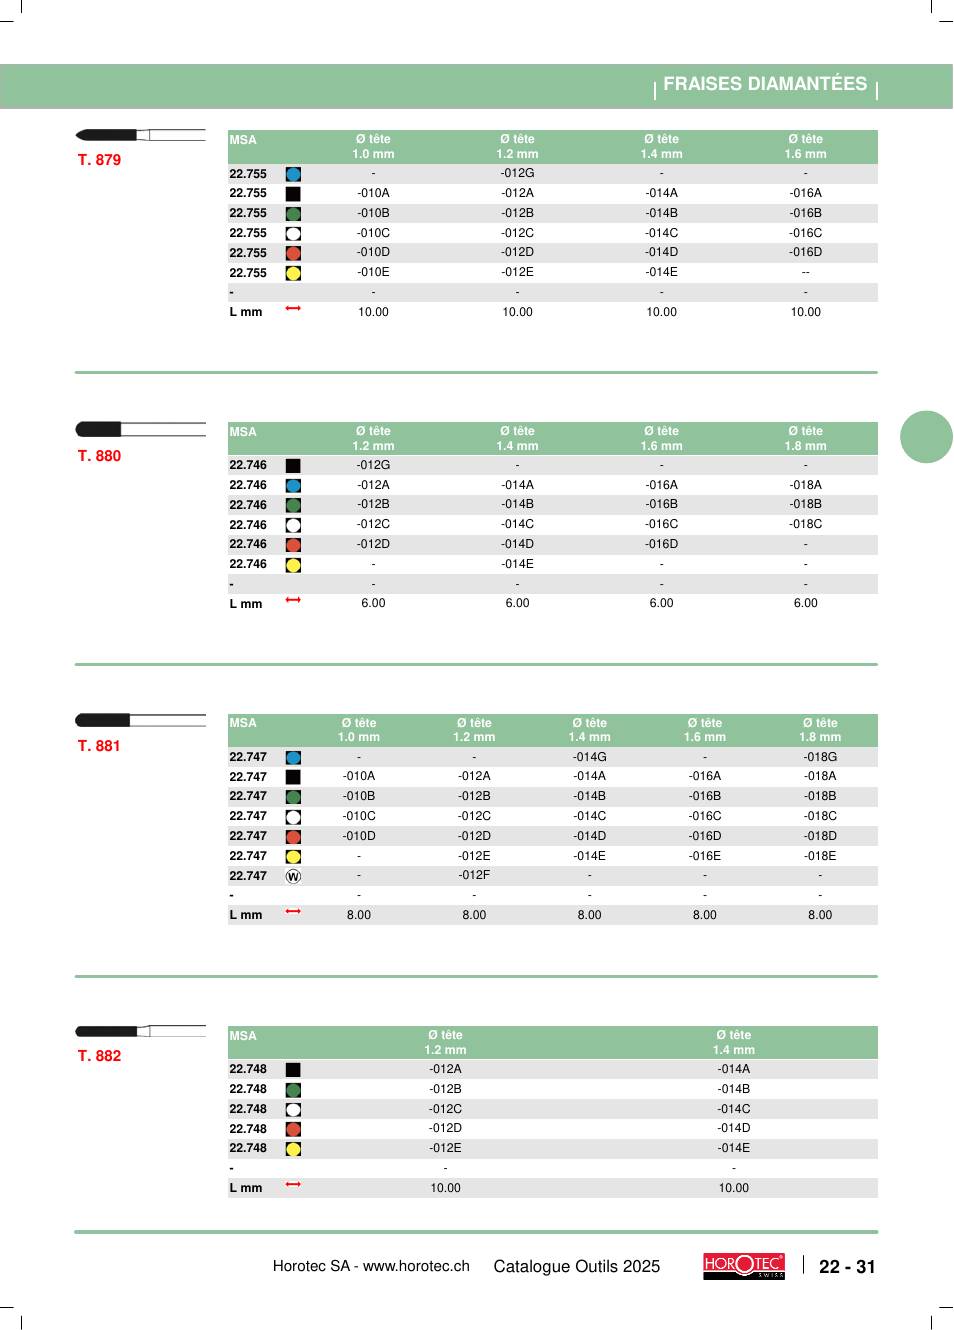 FRAISES DIAMANTÉES
T. 879
MSA Ø tête 1.0 mm Ø tête 1.2 mm Ø tête 1.4 mm Ø tête 1.6 mm
22.755 - -012G - -
22.755 -010A -012A -014A -016A
22.755 -010B -012B -014B -016B
22.755 -010C -012C -014C -016C
22.755 -010D -012D -014D -016D
22.755 -010E -012E -014E --
- - - - -
L mm 10.00 10.00 10.00 10.00
T. 880
MSA Ø tête 1.2 mm Ø tête 1.4 mm Ø tête 1.6 mm Ø tête 1.8 mm
22.746 -012G - - -
22.746 -012A -014A -016A -018A
22.746 -012B -014B -016B -018B
22.746 -012C -014C -016C -018C
22.746 -012D -014D -016D -
22.746 - -014E - -
- - - - -
L mm 6.00 6.00 6.00 6.00
T. 881
MSA Ø tête 1.0 mm Ø tête 1.2 mm Ø tête 1.4 mm Ø tête 1.6 mm Ø tête 1.8 mm
22.747 - - -014G - -018G
22.747 -010A -012A -014A -016A -018A
22.747 -010B -012B -014B -016B -018B
22.747 -010C -012C -014C -016C -018C
22.747 -010D -012D -014D -016D -018D
22.747 - -012E -014E -016E -018E
22.747 W - -012F - - -
- - - - - -
L mm 8.00 8.00 8.00 8.00 8.00
T. 882
MSA Ø tête 1.2 mm Ø tête 1.4 mm
22.748 -012A -014A
22.748 -012B -014B
22.748 -012C -014C
22.748 -012D -014D
22.748 -012E -014E
- - -
L mm 10.00 10.00
Horotec SA - www.horotec.ch Catalogue Outils 2025 HOROTEC® SWISS 22 - 31